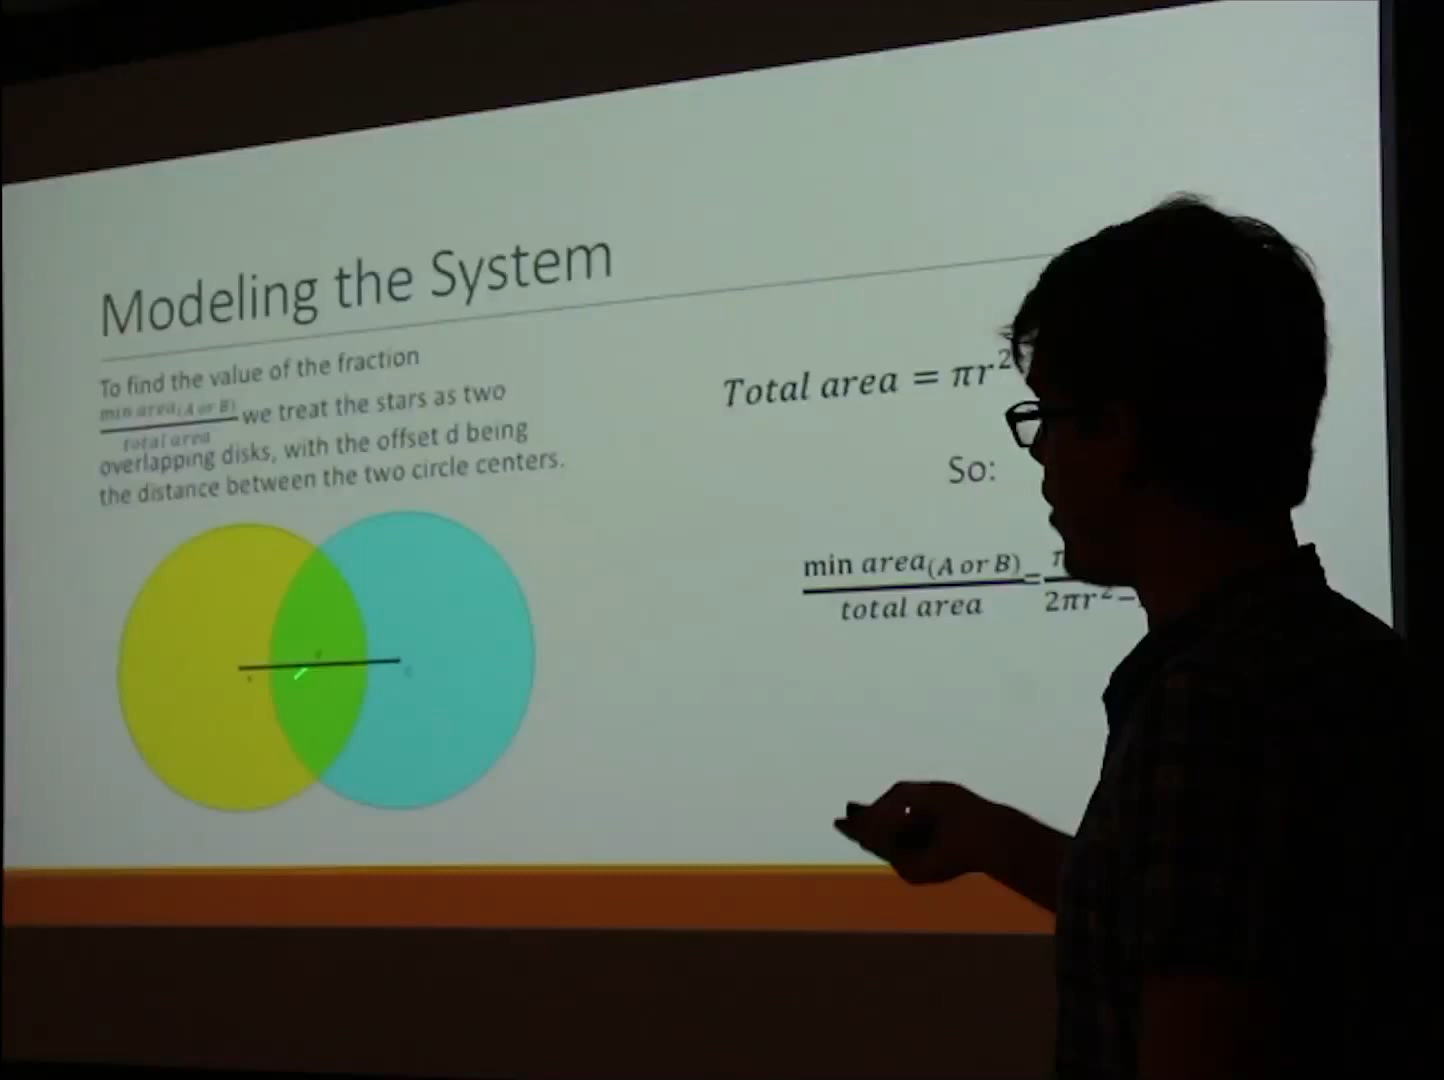 Modeling the System
To find the value of the fraction
min area(A or B)
total area
we treat the stars as two
overlapping disks, with the offset d being
the distance between the two circle centers.
Total area = πr²
So:
min area(A or B)
total area
=
2πr² −